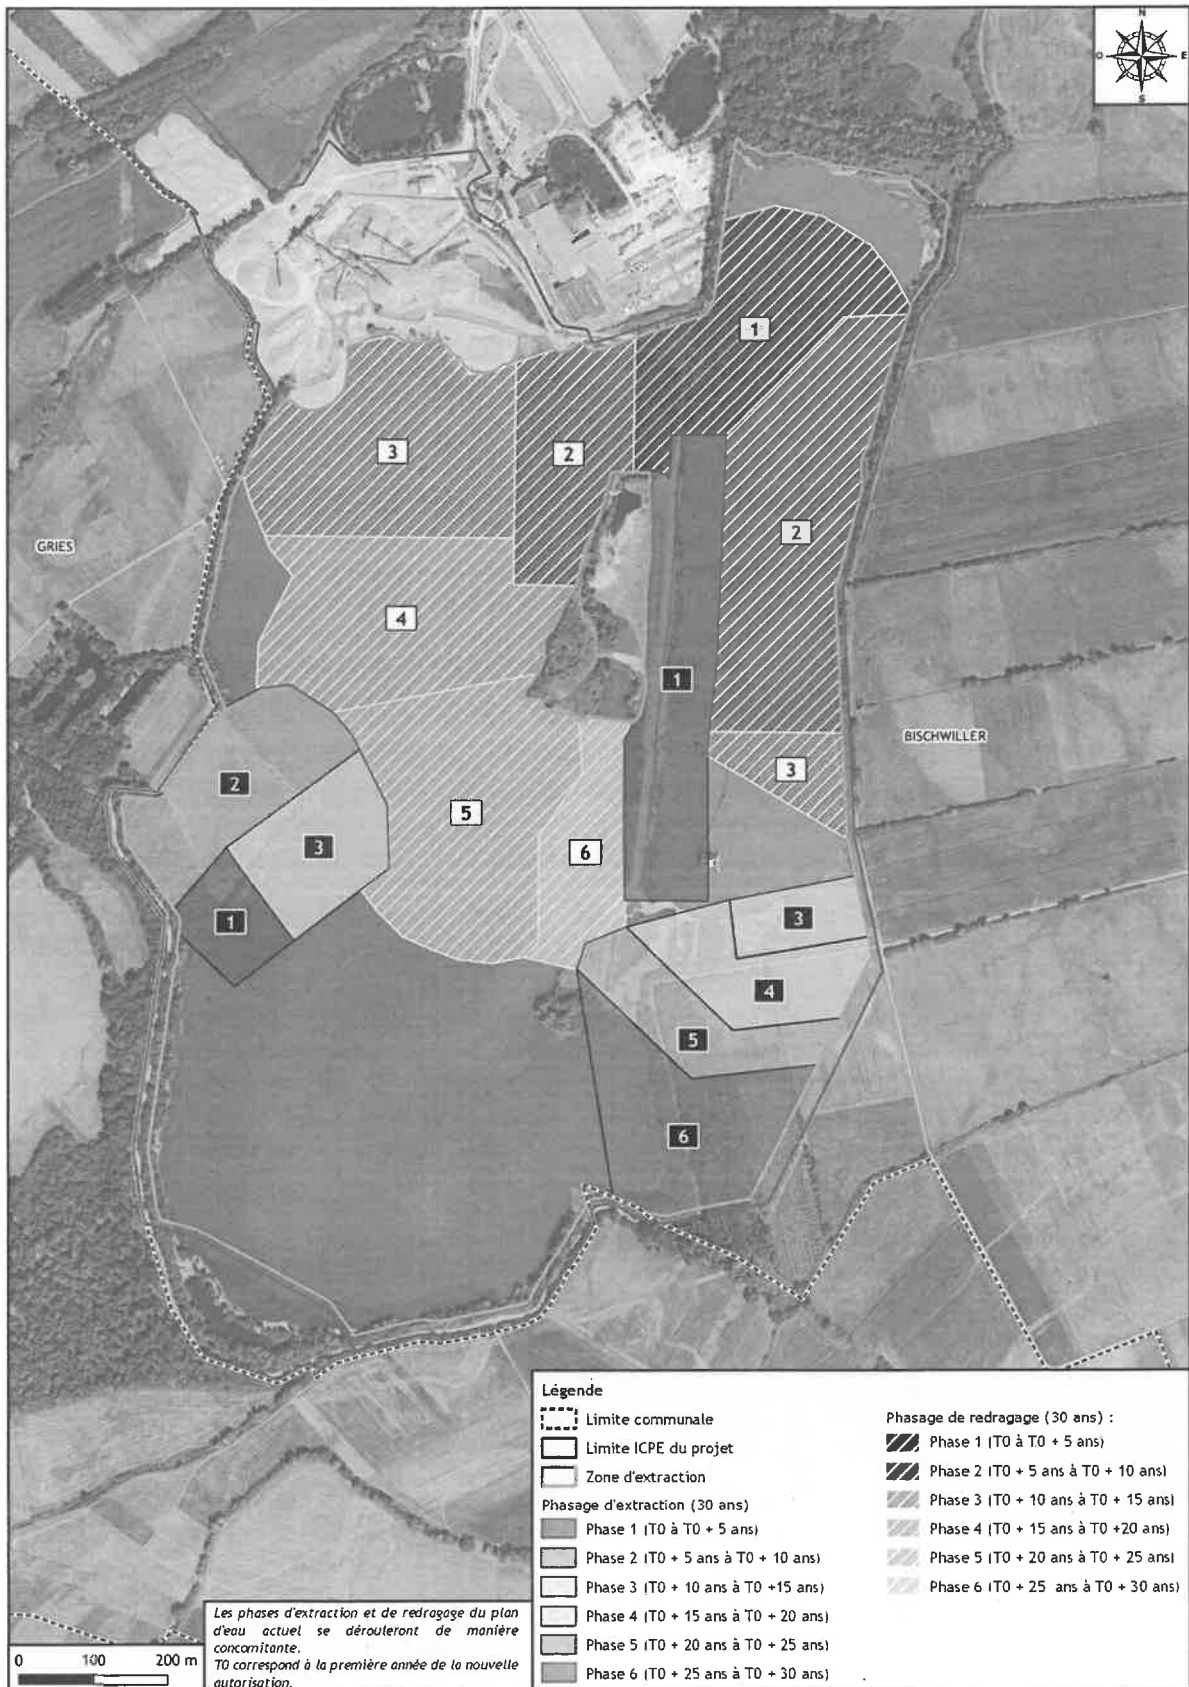 N
O E
S
1
3
2
2
GRIES
4
1
BISCHWILLER
2
3
5
3
6
1
3
4
5
6
Légende
Limite communale
Limite ICPE du projet
Zone d'extraction
Phasage d'extraction (30 ans)
Phase 1 (T0 à T0 + 5 ans)
Phase 2 (T0 + 5 ans à T0 + 10 ans)
Phase 3 (T0 + 10 ans à T0 +15 ans)
Phase 4 (T0 + 15 ans à T0 + 20 ans)
Phase 5 (T0 + 20 ans à T0 + 25 ans)
Phase 6 (T0 + 25 ans à T0 + 30 ans)
Phasage de redragage (30 ans) :
Phase 1 (T0 à T0 + 5 ans)
Phase 2 (T0 + 5 ans à T0 + 10 ans)
Phase 3 (T0 + 10 ans à T0 + 15 ans)
Phase 4 (T0 + 15 ans à T0 +20 ans)
Phase 5 (T0 + 20 ans à T0 + 25 ans)
Phase 6 (T0 + 25 ans à T0 + 30 ans)
Les phases d'extraction et de redragage du plan
d'eau actuel se dérouleront de manière
concomitante.
T0 correspond à la première année de la nouvelle
autorisation.
0 100 200 m